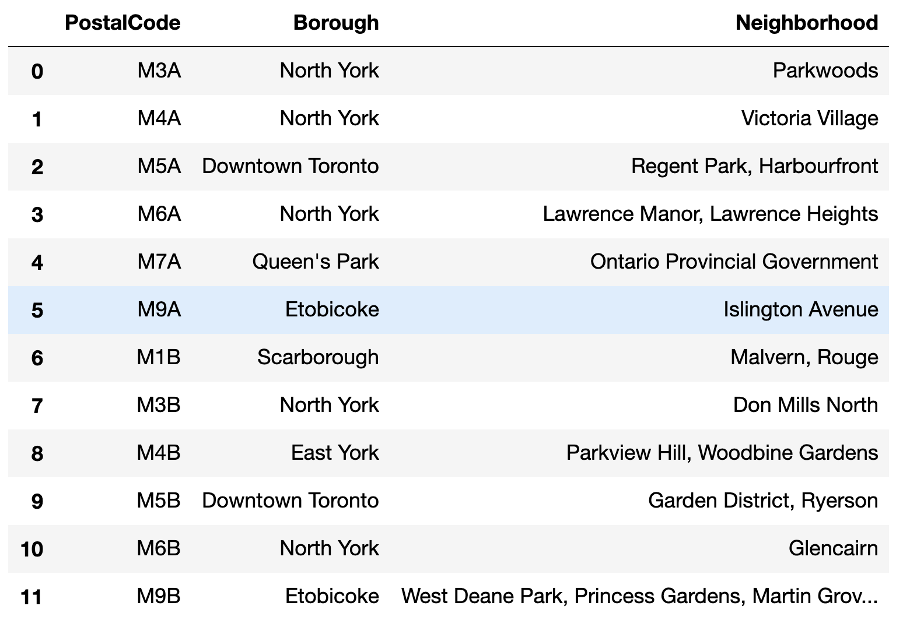 PostalCode Borough Neighborhood
0 M3A North York Parkwoods
1 M4A North York Victoria Village
2 M5A Downtown Toronto Regent Park, Harbourfront
3 M6A North York Lawrence Manor, Lawrence Heights
4 M7A Queen's Park Ontario Provincial Government
5 M9A Etobicoke Islington Avenue
6 M1B Scarborough Malvern, Rouge
7 M3B North York Don Mills North
8 M4B East York Parkview Hill, Woodbine Gardens
9 M5B Downtown Toronto Garden District, Ryerson
10 M6B North York Glencairn
11 M9B Etobicoke West Deane Park, Princess Gardens, Martin Grov...